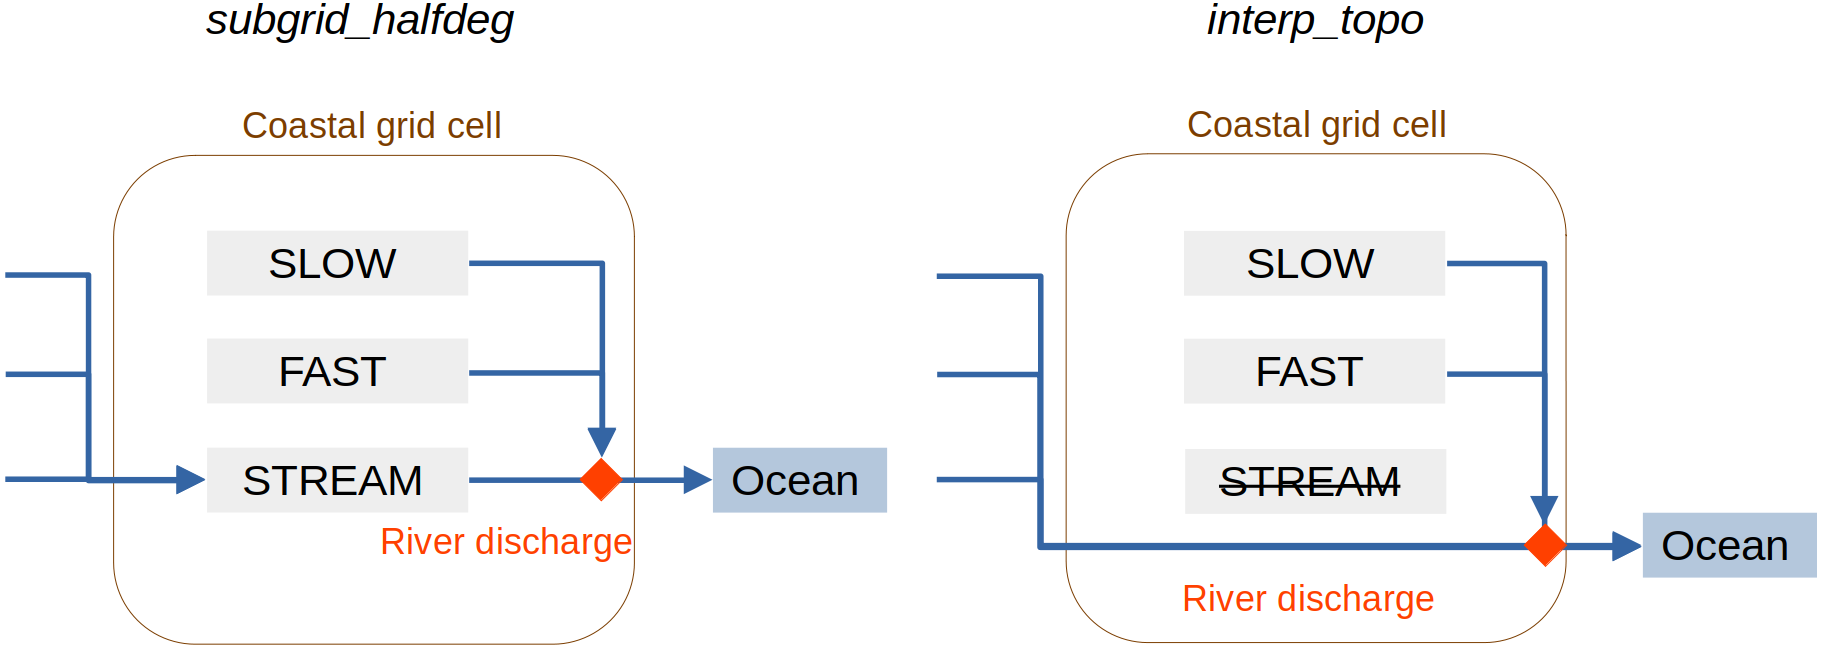 subgrid_halfdeg
Coastal grid cell
SLOW
FAST
STREAM
Ocean
River discharge
interp_topo
Coastal grid cell
SLOW
FAST
STREAM
Ocean
River discharge